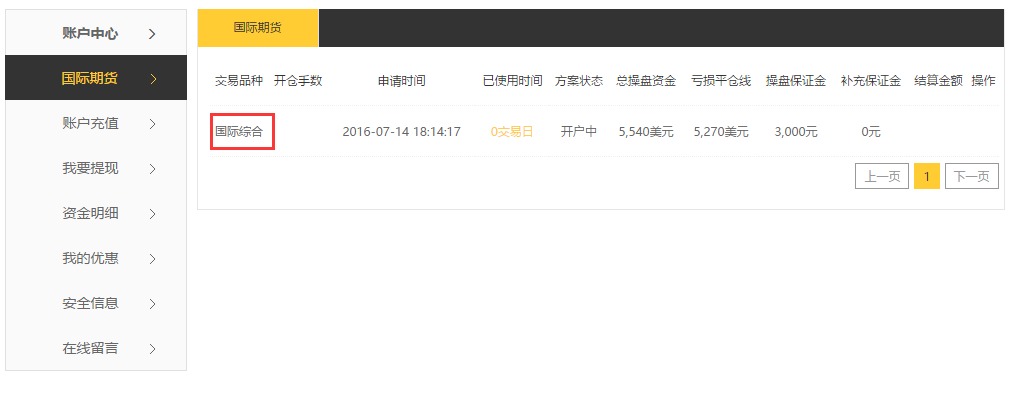 账户中心
国际期货
账户充值
我要提现
资金明细
我的优惠
安全信息
在线留言
国际期货
交易品种 开仓手数 申请时间 已使用时间 方案状态 总操盘资金 亏损平仓线 操盘保证金 补充保证金 结算金额 操作
国际综合 2016-07-14 18:14:17 0交易日 开户中 5,540美元 5,270美元 3,000元 0元
上一页 1 下一页